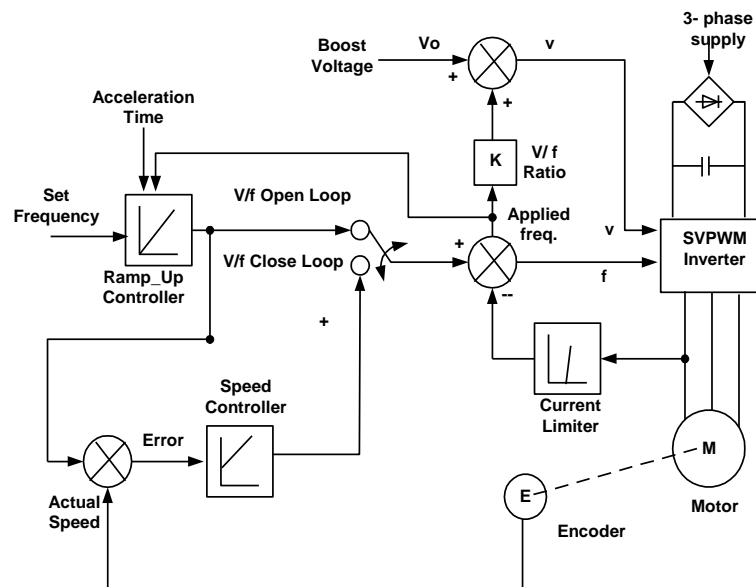 3- phase
supply
Boost
Voltage
Vo
+
v
+
Acceleration
Time
K
V/ f
Ratio
Set
Frequency
V/f Open Loop
Applied
freq.
+
v
SVPWM
Inverter
Ramp_Up
Controller
V/f Close Loop
f
--
+
Speed
Controller
Current
Limiter
Error
M
Actual
Speed
E
Encoder
Motor